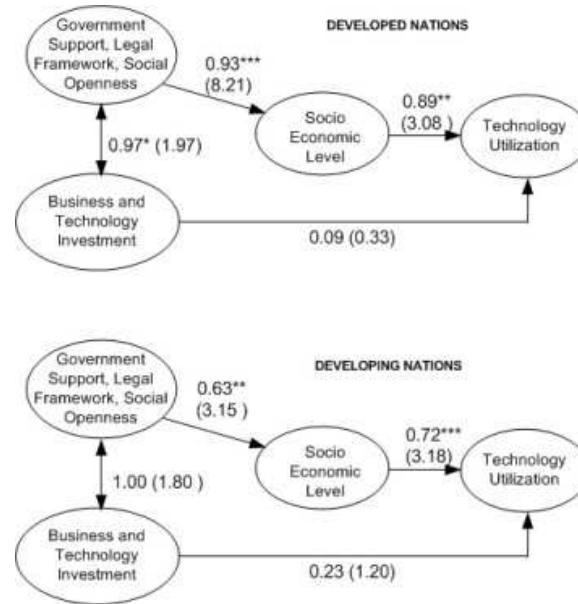 Government
Support, Legal
Framework, Social
Openness
DEVELOPED NATIONS
0.93***
(8.21)
Socio
Economic
Level
0.89**
(3.08 )
Technology
Utilization
0.97* (1.97)
Business and
Technology
Investment
0.09 (0.33)
Government
Support, Legal
Framework, Social
Openness
DEVELOPING NATIONS
0.63**
(3.15 )
Socio
Economic
Level
0.72***
(3.18)
Technology
Utilization
1.00 (1.80 )
Business and
Technology
Investment
0.23 (1.20)